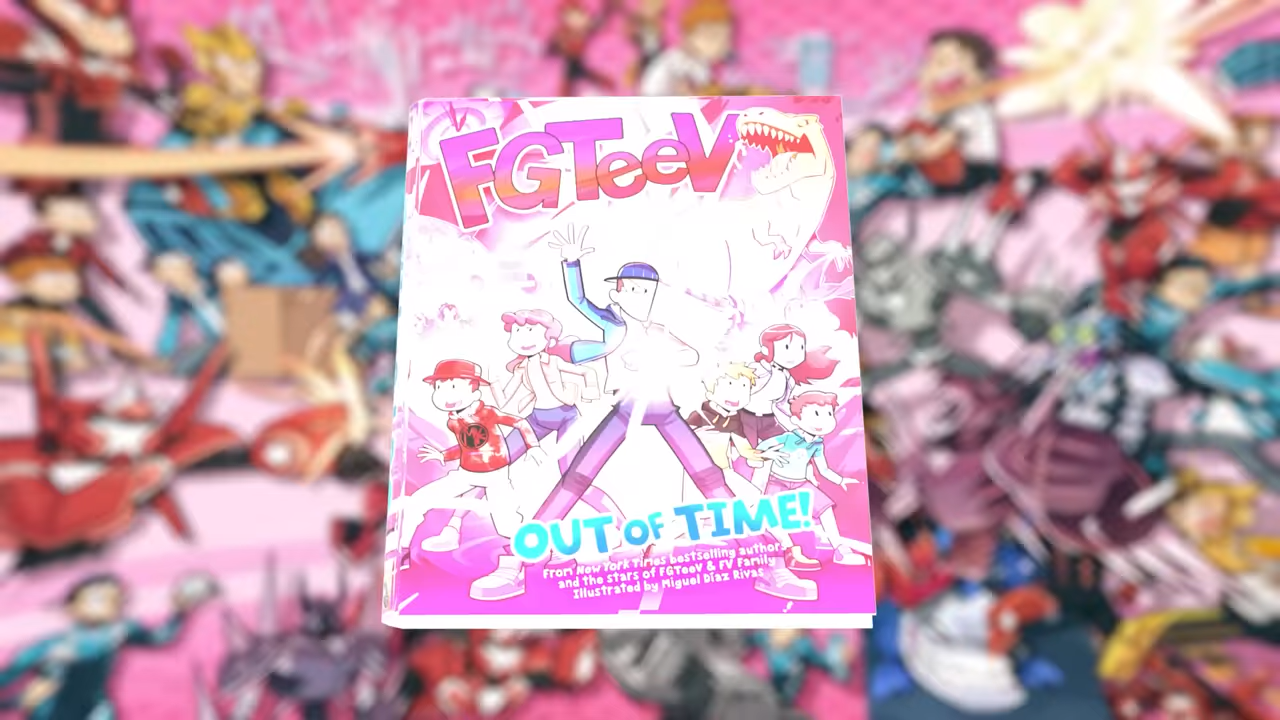 FGTeeV
OUT OF TIME!
From New York Times bestselling author
and the stars of FGTeeV & FV Family
Illustrated by Miguel Díaz Rivas